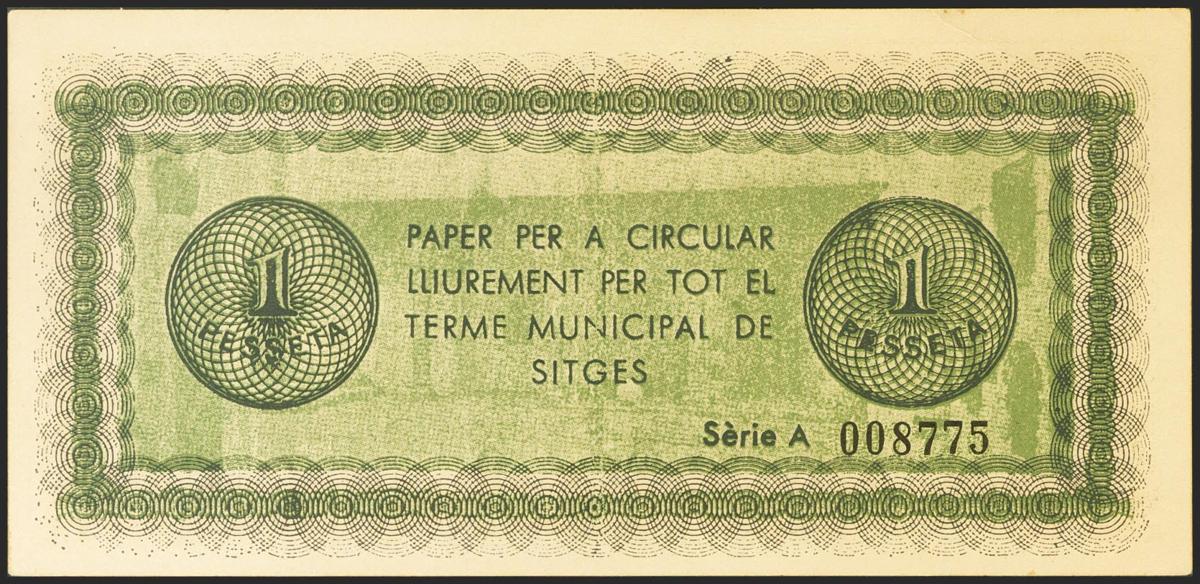 1
PESSETA
PAPER PER A CIRCULAR
LLIUREMENT PER TOT EL
TERME MUNICIPAL DE
SITGES
1
PESSETA
Sèrie A 008775